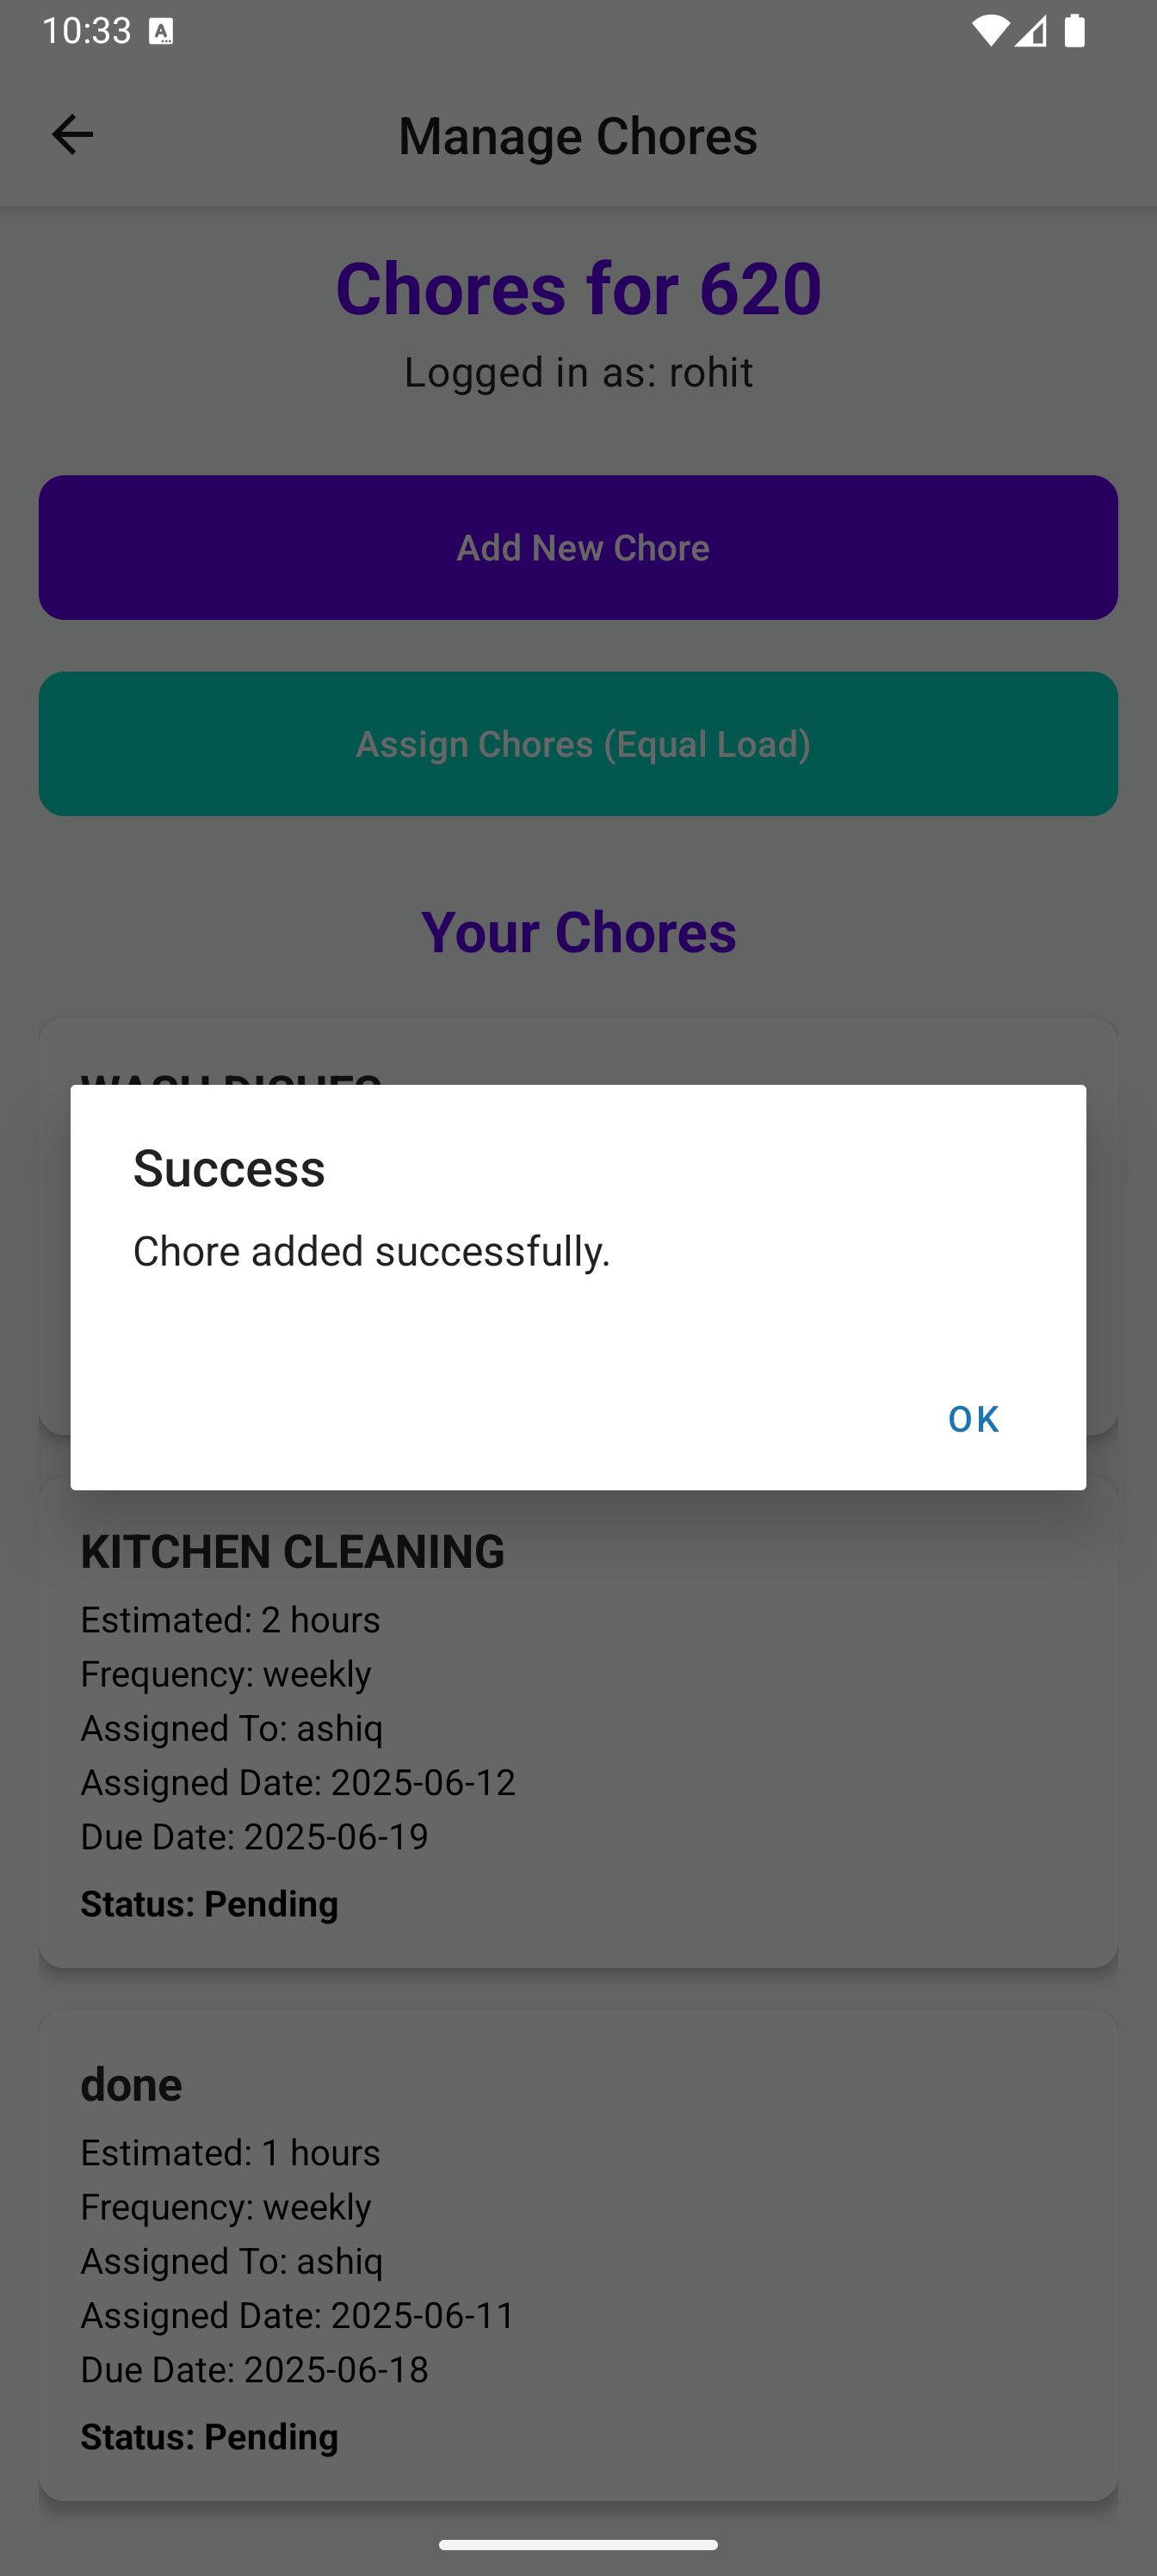 10:33
Manage Chores
Chores for 620
Logged in as: rohit
Add New Chore
Assign Chores (Equal Load)
Your Chores
WASH DISHES
Success
Chore added successfully.
OK
KITCHEN CLEANING
Estimated: 2 hours
Frequency: weekly
Assigned To: ashiq
Assigned Date: 2025-06-12
Due Date: 2025-06-19
Status: Pending
done
Estimated: 1 hours
Frequency: weekly
Assigned To: ashiq
Assigned Date: 2025-06-11
Due Date: 2025-06-18
Status: Pending